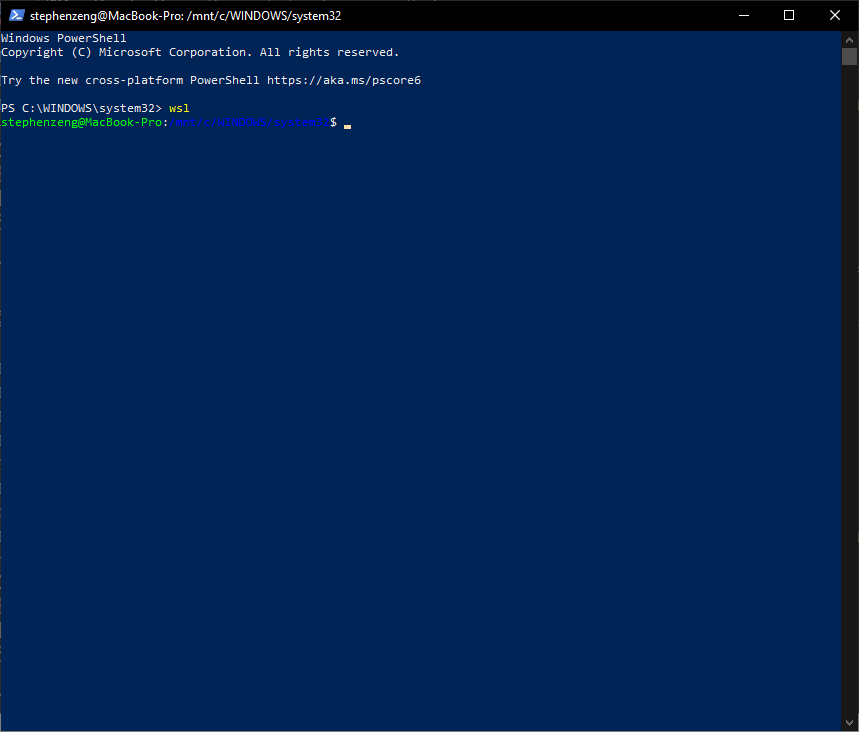 stephenzeng@MacBook-Pro: /mnt/c/WINDOWS/system32
Windows PowerShell
Copyright (C) Microsoft Corporation. All rights reserved.
Try the new cross-platform PowerShell https://aka.ms/pscore6
PS C:\WINDOWS\system32> wsl
stephenzeng@MacBook-Pro:/mnt/c/WINDOWS/system32$